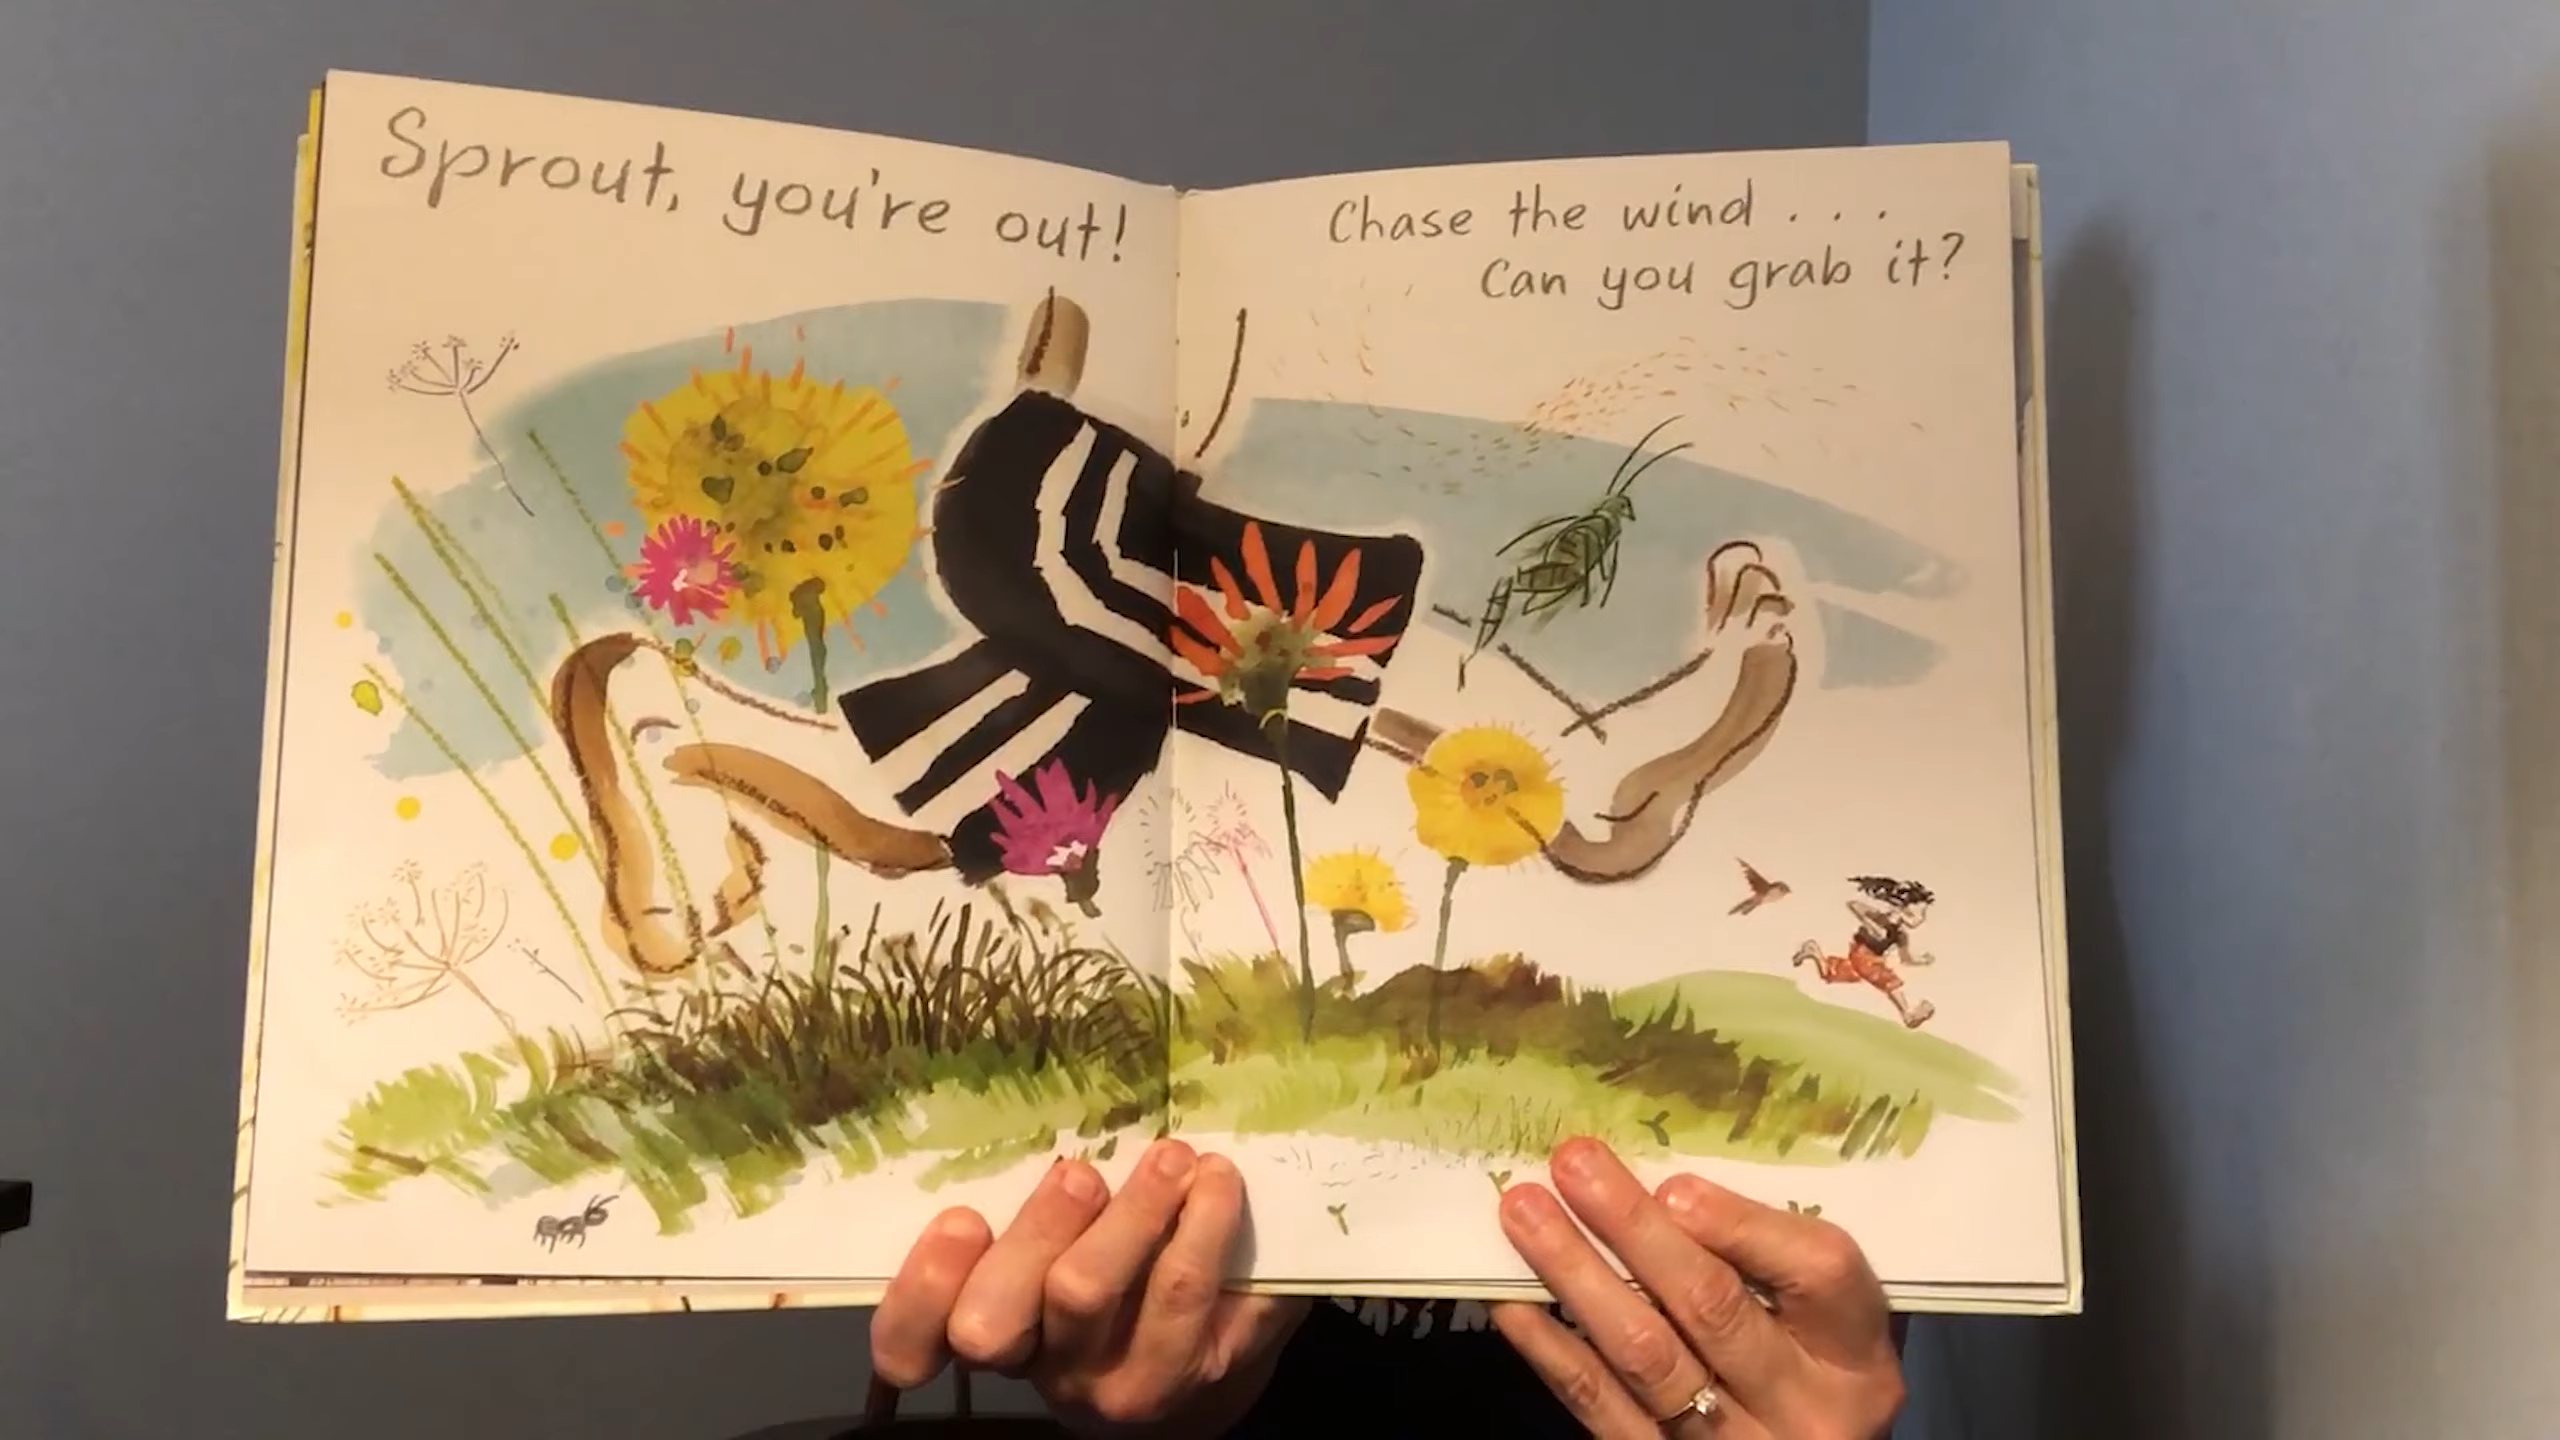 Sprout, you're out!
Chase the wind . . .
Can you grab it?